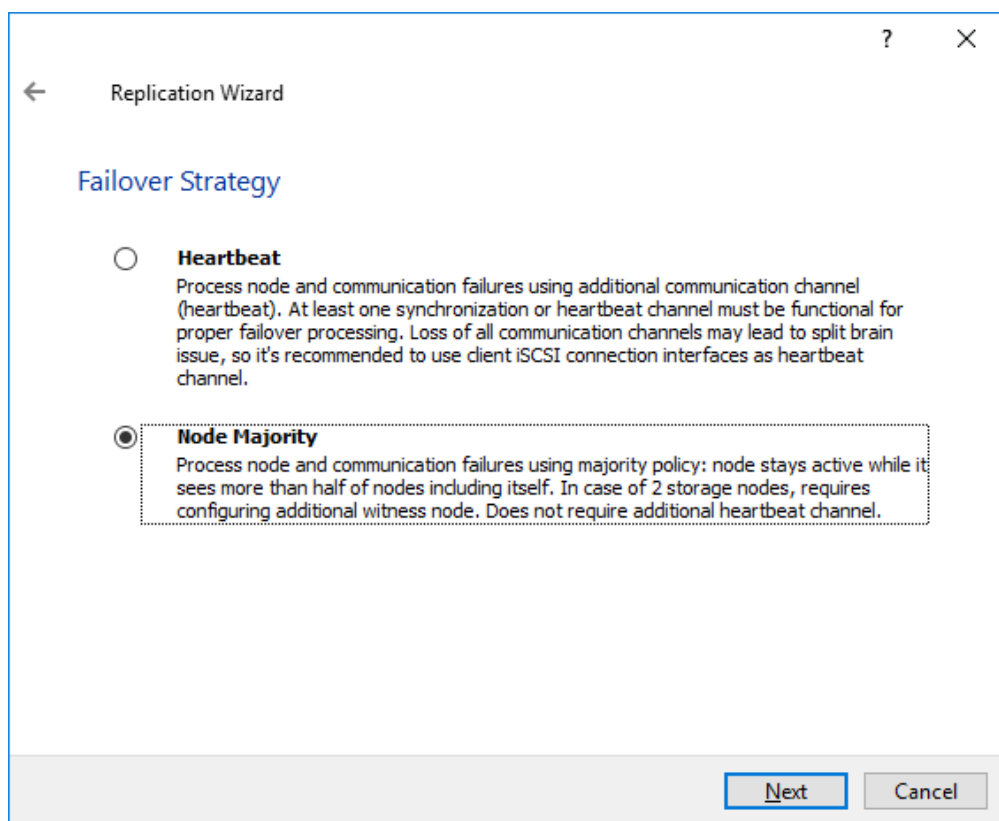 ?
Replication Wizard
Failover Strategy
Heartbeat
Process node and communication failures using additional communication channel
(heartbeat). At least one synchronization or heartbeat channel must be functional for
proper failover processing. Loss of all communication channels may lead to split brain
issue, so it's recommended to use client iSCSI connection interfaces as heartbeat
channel.
Node Majority
Process node and communication failures using majority policy: node stays active while it
sees more than half of nodes including itself. In case of 2 storage nodes, requires
configuring additional witness node. Does not require additional heartbeat channel.
Next Cancel